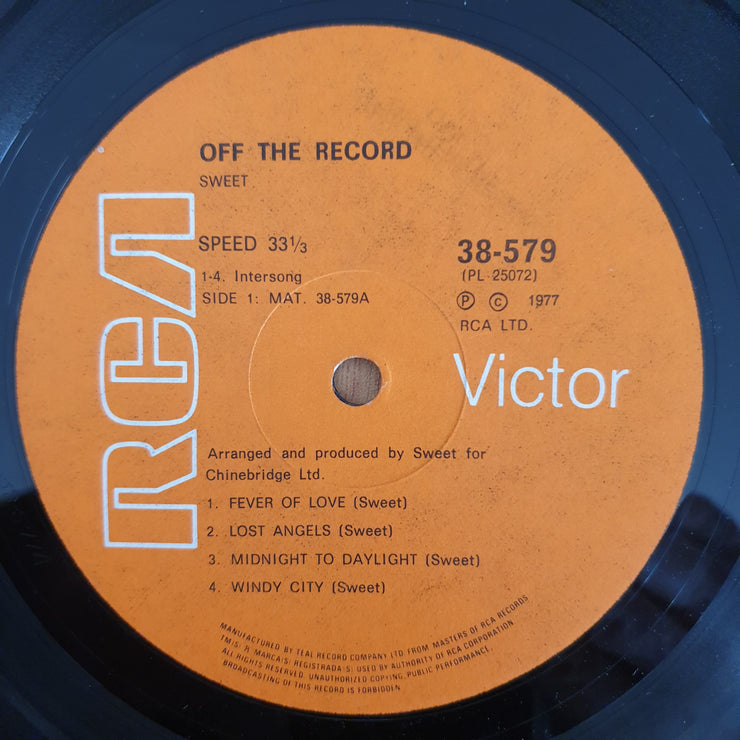 OFF THE RECORD
SWEET
RCA
SPEED 33⅓
38-579
(PL-25072)
1-4. Intersong
SIDE 1: MAT. 38-579A
Ⓟ © 1977
RCA LTD.
Victor
Arranged and produced by Sweet for
Chinebridge Ltd.
1. FEVER OF LOVE (Sweet)
2. LOST ANGELS (Sweet)
3. MIDNIGHT TO DAYLIGHT (Sweet)
4. WINDY CITY (Sweet)
MANUFACTURED BY TEAL RECORD COMPANY LTD FROM MASTERS OF RCA RECORDS
TM(S) ® MARCA(S) REGISTRADA(S) USED BY AUTHORITY OF RCA CORPORATION
ALL RIGHTS RESERVED. UNAUTHORIZED COPYING, PUBLIC PERFORMANCE,
BROADCASTING OF THIS RECORD IS FORBIDDEN